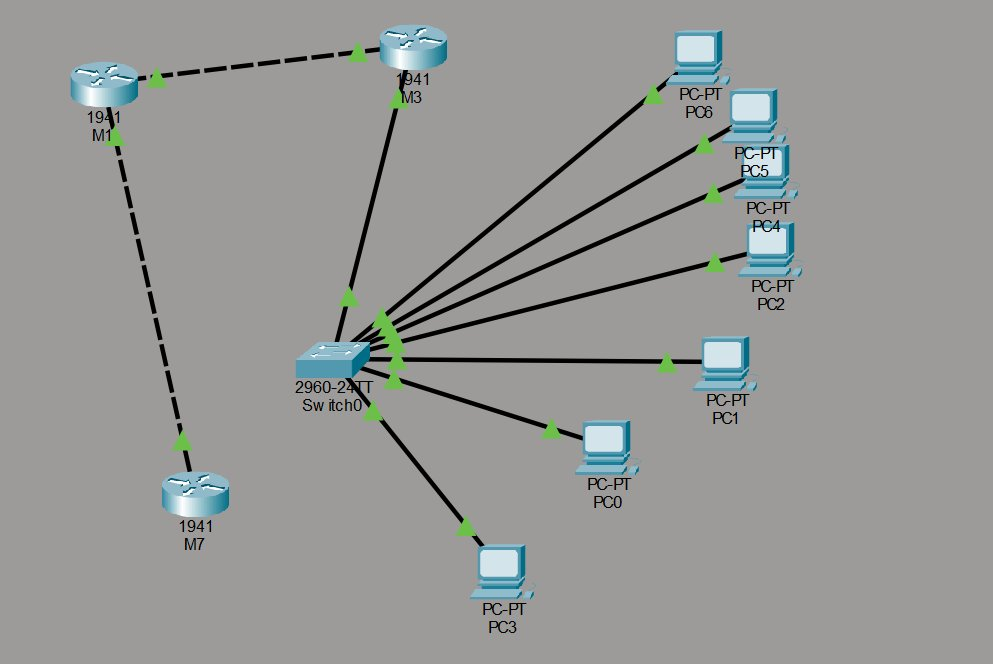 1941
M3
1941
M1
PC-PT
PC6
PC-PT
PC5
PC-PT
PC4
PC-PT
PC2
2960-24TT
Switch0
PC-PT
PC1
PC-PT
PC0
1941
M7
PC-PT
PC3